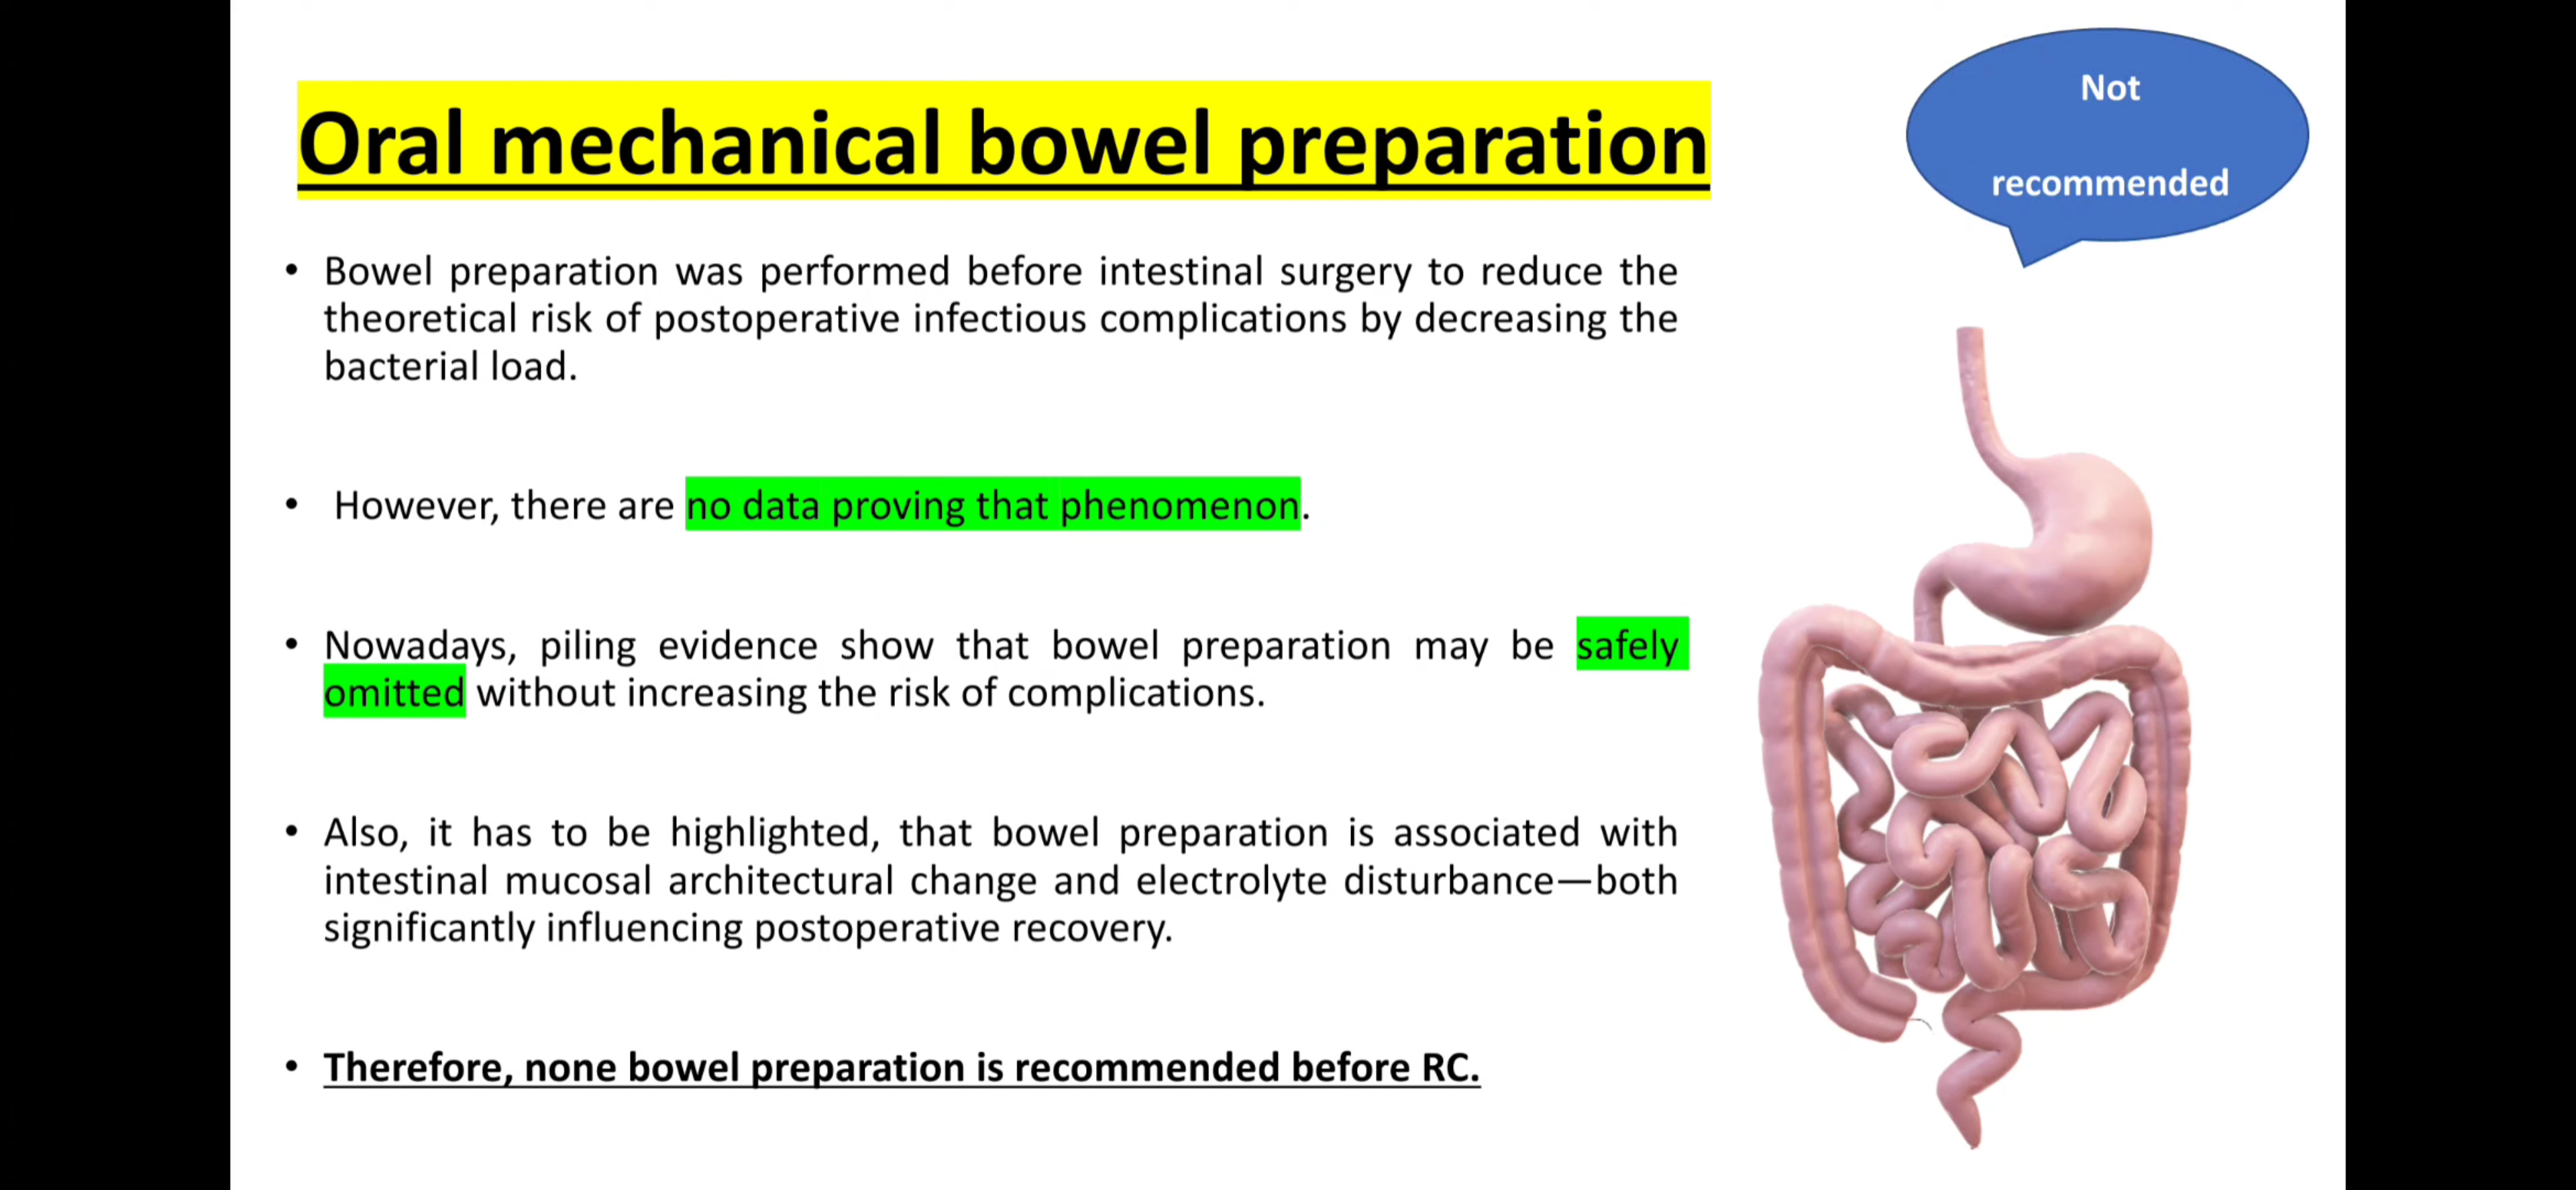 Oral mechanical bowel preparation
Not
recommended
• Bowel preparation was performed before intestinal surgery to reduce the
theoretical risk of postoperative infectious complications by decreasing the
bacterial load.
• However, there are no data proving that phenomenon.
• Nowadays, piling evidence show that bowel preparation may be safely
omitted without increasing the risk of complications.
• Also, it has to be highlighted, that bowel preparation is associated with
intestinal mucosal architectural change and electrolyte disturbance—both
significantly influencing postoperative recovery.
• Therefore, none bowel preparation is recommended before RC.